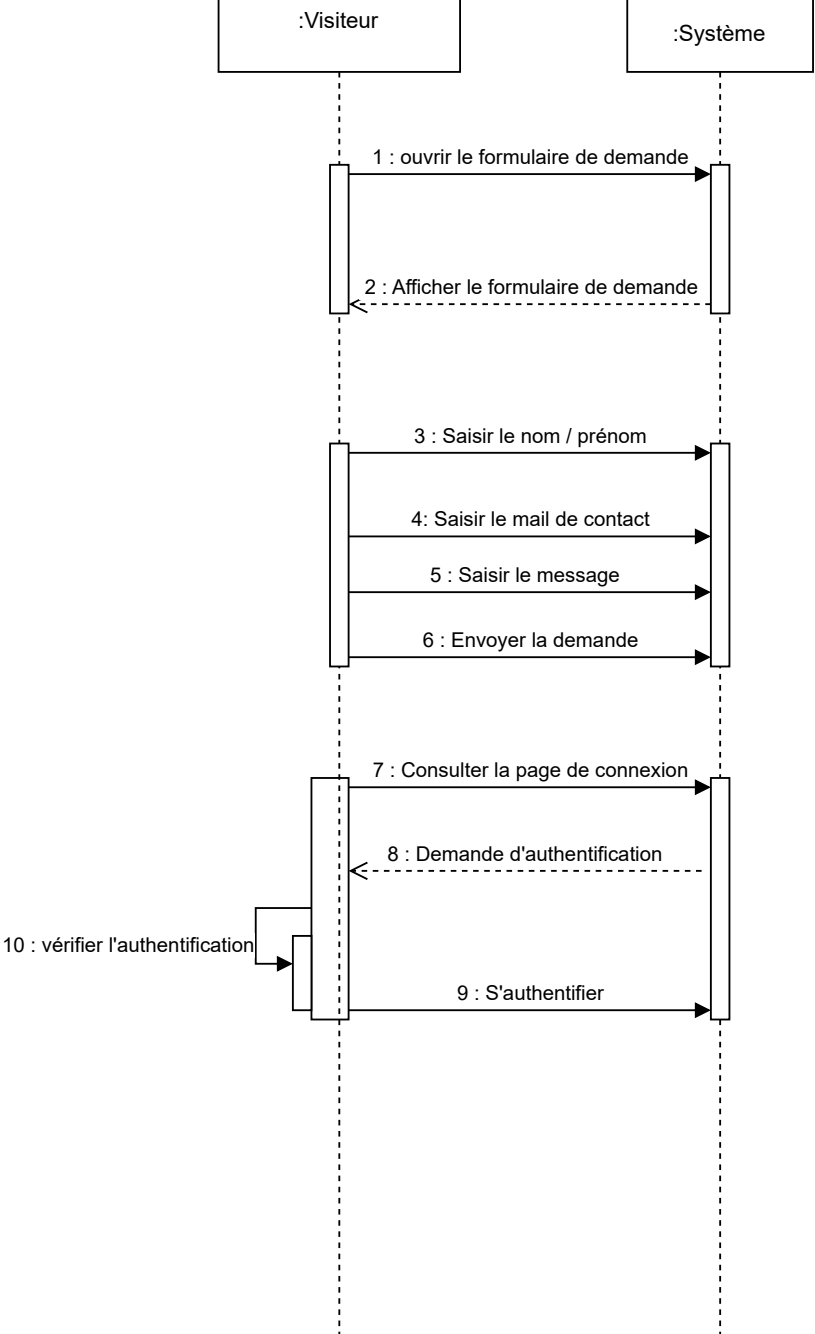 :Visiteur
:Système
1 : ouvrir le formulaire de demande
2 : Afficher le formulaire de demande
3 : Saisir le nom / prénom
4: Saisir le mail de contact
5 : Saisir le message
6 : Envoyer la demande
7 : Consulter la page de connexion
8 : Demande d'authentification
10 : vérifier l'authentification
9 : S'authentifier